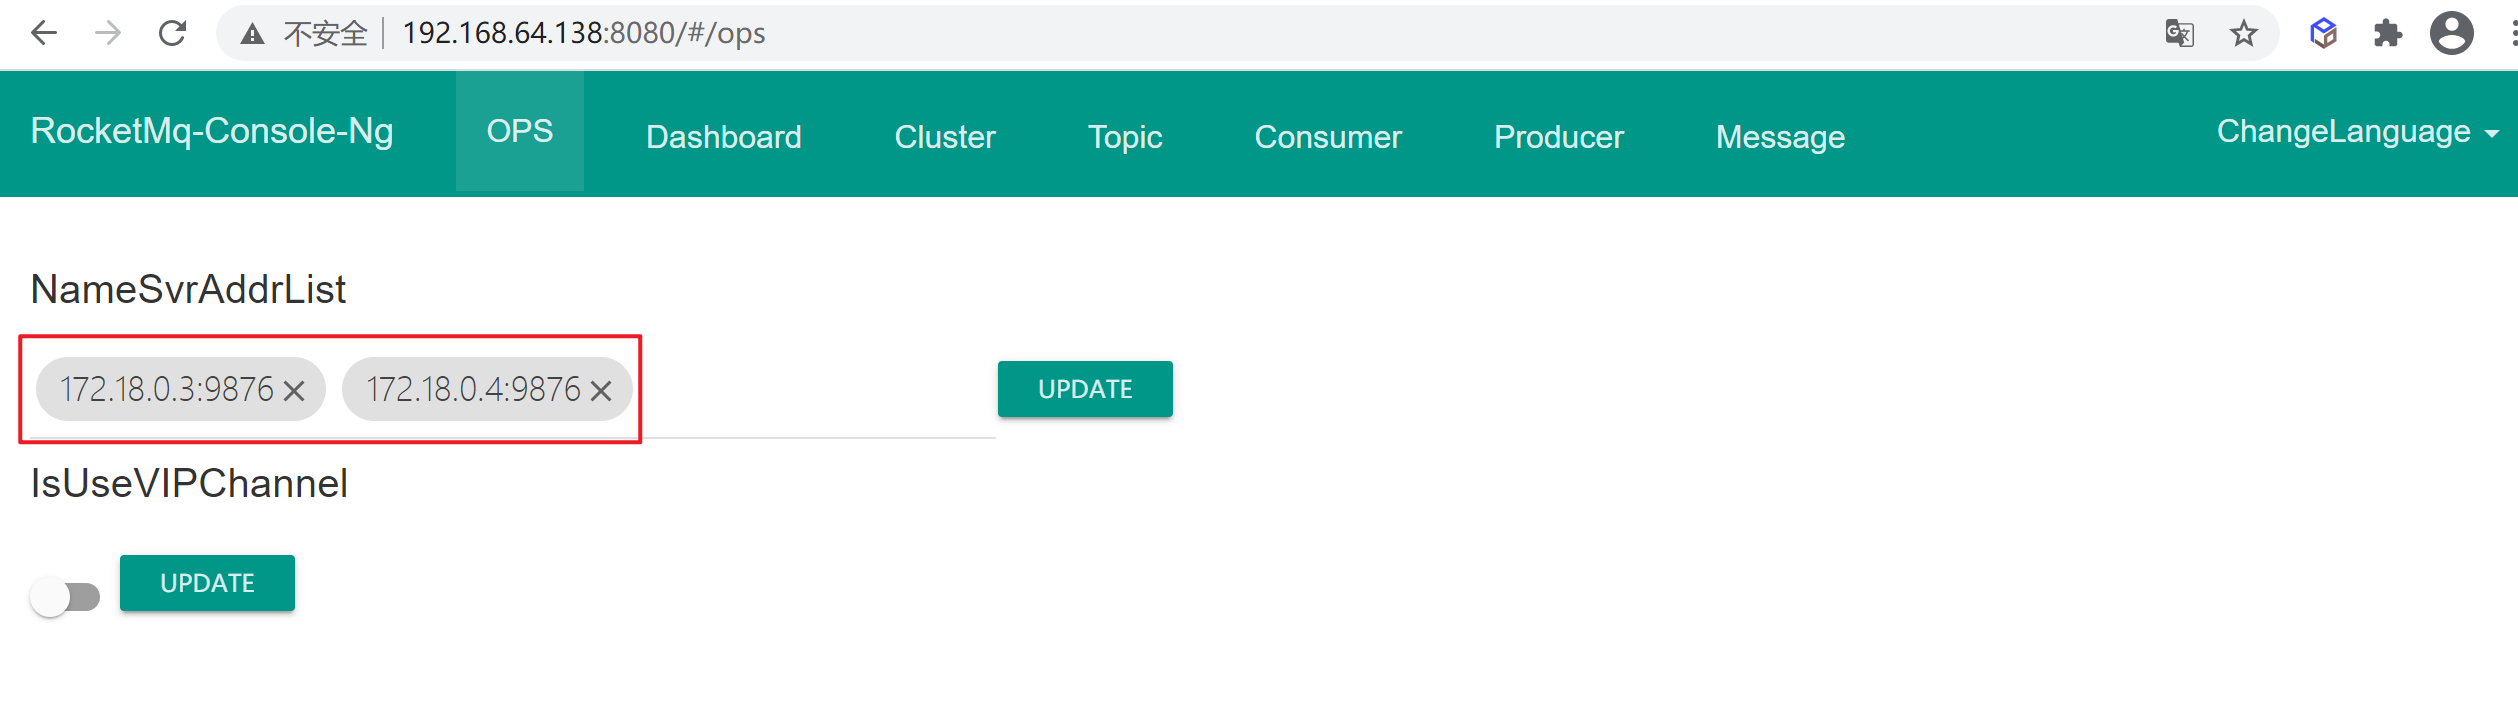 不安全 192.168.64.138:8080/#/ops
RocketMq-Console-Ng OPS Dashboard Cluster Topic Consumer Producer Message ChangeLanguage
NameSvrAddrList
172.18.0.3:9876 172.18.0.4:9876 UPDATE
IsUseVIPChannel
UPDATE